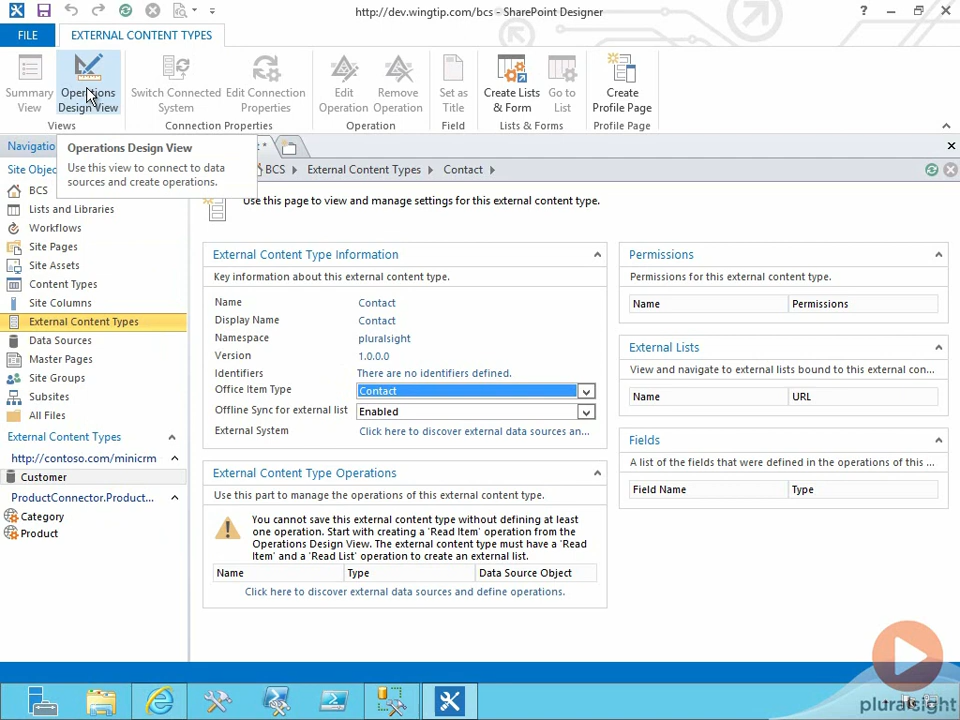 http://dev.wingtip.com/bcs - SharePoint Designer
FILE
EXTERNAL CONTENT TYPES
Summary View
Operations Design View
Switch Connected System
Edit Connection Properties
Edit Operation
Remove Operation
Set as Title
Create Lists & Form
Go to List
Create Profile Page
Views
Connection Properties
Operation
Field
Lists & Forms
Profile Page
Navigatio
Operations Design View
Use this view to connect to data
sources and create operations.
BCS
External Content Types
Contact
Site Objec
BCS
Lists and Libraries
Workflows
Site Pages
Site Assets
Content Types
Site Columns
External Content Types
Data Sources
Master Pages
Site Groups
Subsites
All Files
External Content Types
http://contoso.com/minicrm
Customer
ProductConnector.Product...
Category
Product
Use this page to view and manage settings for this external content type.
External Content Type Information
Key information about this external content type.
Name Contact
Display Name Contact
Namespace pluralsight
Version 1.0.0.0
Identifiers There are no identifiers defined.
Office Item Type Contact
Offline Sync for external list Enabled
External System Click here to discover external data sources an...
External Content Type Operations
Use this part to manage the operations of this external content type.
You cannot save this external content type without defining at least
one operation. Start with creating a 'Read Item' operation from the
Operations Design View. The external content type must have a 'Read
Item' and a 'Read List' operation to create an external list.
Name Type Data Source Object
Click here to discover external data sources and define operations.
Permissions
Permissions for this external content type.
Name Permissions
External Lists
View and navigate to external lists bound to this external con...
Name URL
Fields
A list of the fields that were defined in the operations of this ...
Field Name Type
pluralsight